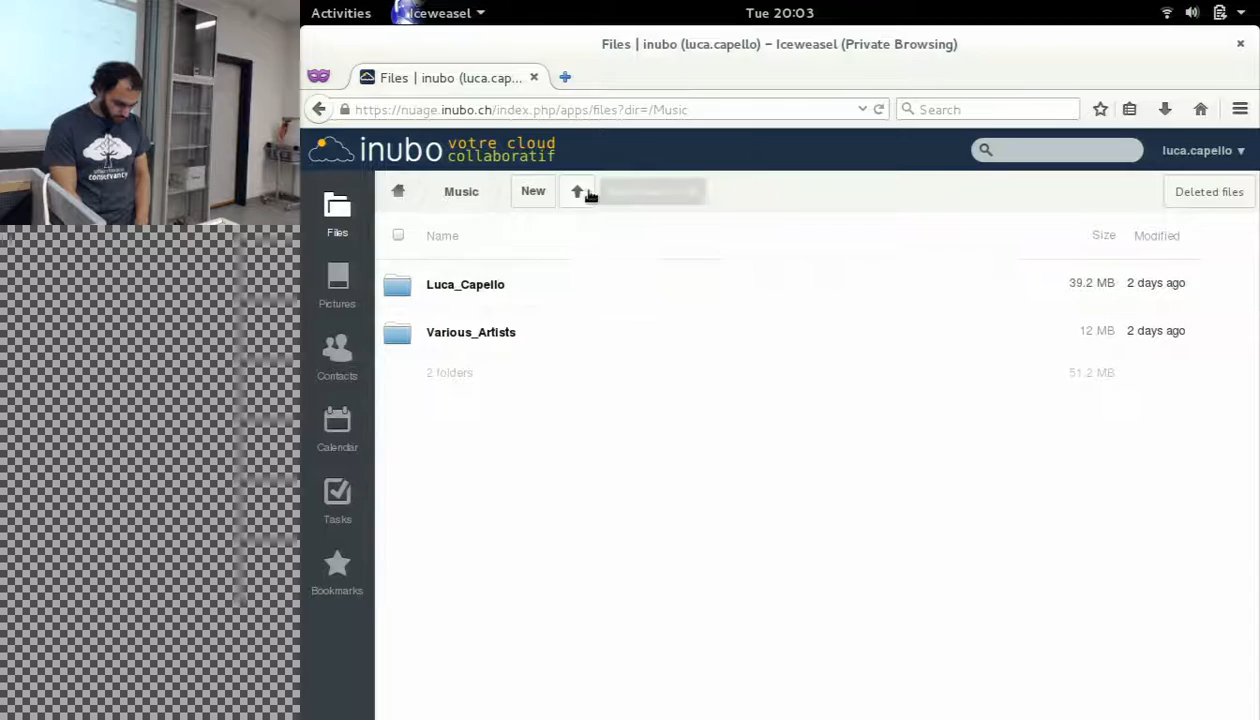 Activities
Iceweasel
Tue 20:03
Files | inubo (luca.capello) – Iceweasel (Private Browsing)
Files | inubo (luca.cap...
https://nuage.inubo.ch/index.php/apps/files?dir=/Music
Search
inubo votre cloud collaboratif
luca.capello
Music
New
Deleted files
Name
Size
Modified
Luca_Capello
39.2 MB
2 days ago
Various_Artists
12 MB
2 days ago
2 folders
51.2 MB
Files
Pictures
Contacts
Calendar
Tasks
Bookmarks
conservancy